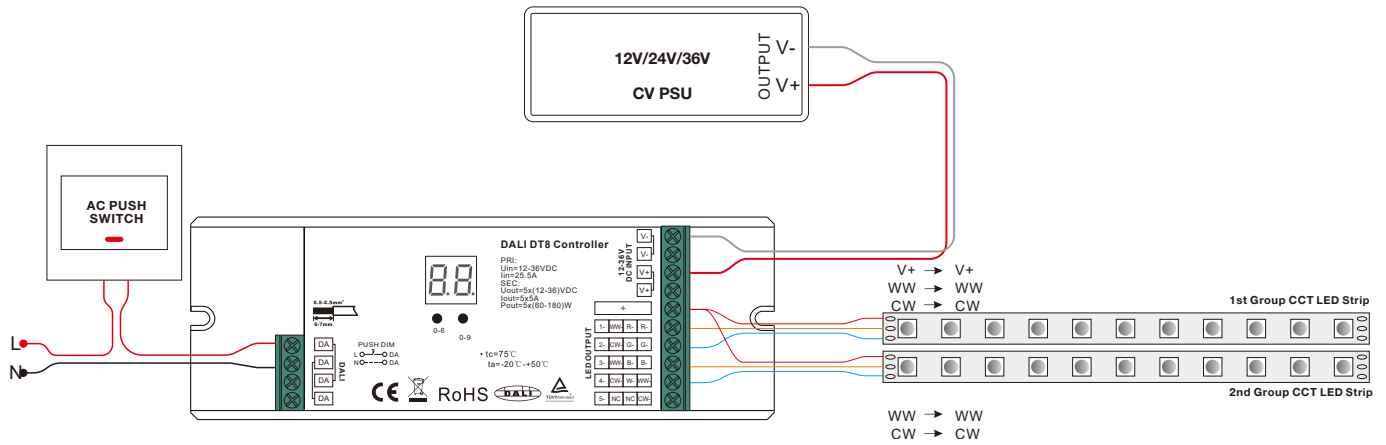 12V/24V/36V
CV PSU
OUTPUT
V-
V+
AC PUSH
SWITCH
L
N
DALI DT8 Controller
PRI:
Uin=12-36VDC
Iin=25.5A
SEC:
Uout=5x(12-36)VDC
Iout=5x5A
Pout=5x(60-180)W
12-36V
DC INPUT
V-
V-
V+
V+
0.5-2.5mm²
6-7mm
8.8.
0-6
0-9
PUSH DIM
L DA
N DA
DA
DA
DA
DA
DALI
• tc=75℃
ta=-20℃-+50℃
CE RoHS DALI TÜVRheinland
LED OUTPUT
+
1- WW- R- R-
2- CW- G- G-
3- WW- B- B-
4- CW- W- WW-
5- NC NC CW-
V+ → V+
WW → WW
CW → CW
1st Group CCT LED Strip
2nd Group CCT LED Strip
WW → WW
CW → CW